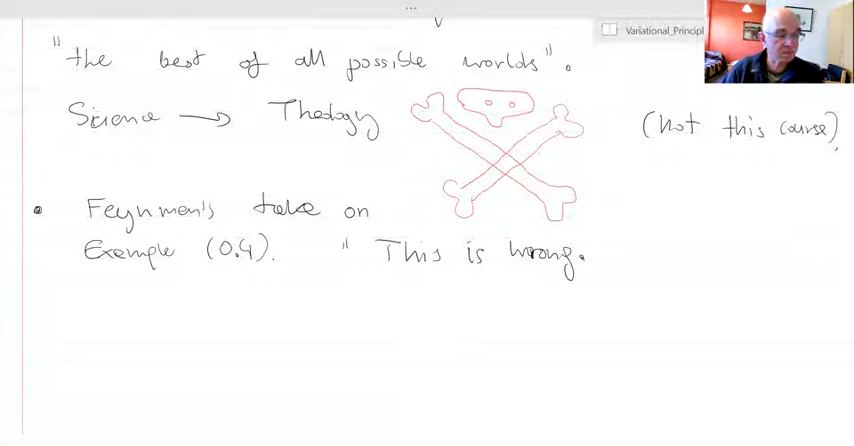 "the best of all possible worlds".
Science → Theology
(not this course),
• Feynman's take on
Example (0.4). " This is wrong.
Variational_Principl